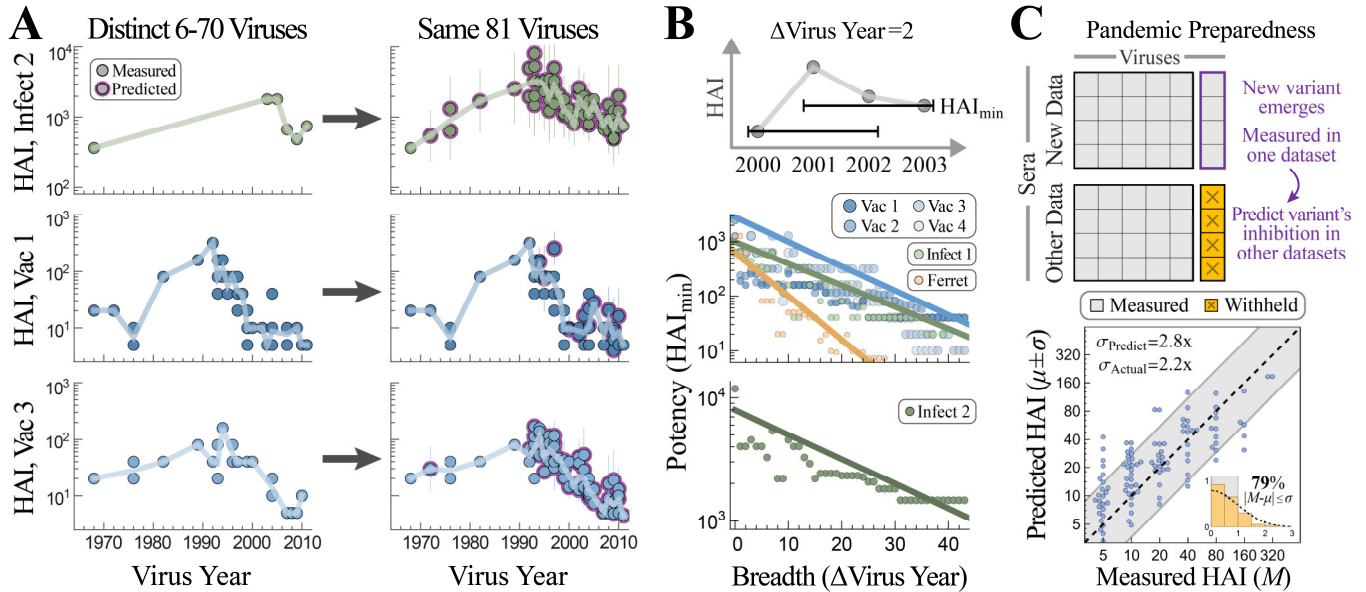 A
Distinct 6-70 Viruses
Same 81 Viruses
HAI, Infect 2
10^4
10^3
10^2
Measured
Predicted
HAI, Vac 1
10^3
10^2
10^1
HAI, Vac 3
10^3
10^2
10^1
1970 1980 1990 2000 2010
1970 1980 1990 2000 2010
Virus Year
Virus Year
B
ΔVirus Year=2
HAI
HAI_min
2000 2001 2002 2003
Potency (HAI_min)
Vac 1 Vac 3
Vac 2 Vac 4
Infect 1
Ferret
10^3
10^2
10^1
Infect 2
10^4
10^3
0 10 20 30 40
Breadth (ΔVirus Year)
C
Pandemic Preparedness
Viruses
Sera
New Data
Other Data
New variant
emerges
Measured in
one dataset
Predict variant's
inhibition in
other datasets
Measured
Withheld
Predicted HAI (μ±σ)
σ_Predict=2.8x
σ_Actual=2.2x
320
160
80
40
20
10
5
79%
|M-μ|≤σ
1
0
0 1 2 3
5 10 20 40 80 160 320
Measured HAI (M)